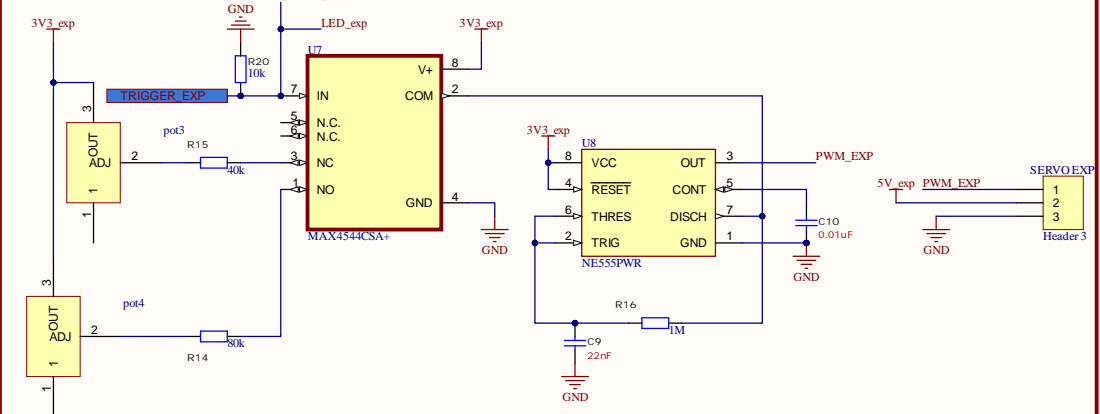 GND
3V3_exp
LED_exp
3V3_exp
R20
10k
U7
V+
8
TRIGGER_EXP
7
IN
COM
2
3
5
N.C.
6
N.C.
pot3
R15
OUT
ADJ
2
40k
3
NC
1
1
NO
GND
4
GND
MAX4544CSA+
3V3_exp
U8
8
VCC
OUT
3
PWM_EXP
4
RESET
CONT
5
6
THRES
DISCH
7
2
TRIG
GND
1
NE555PWR
C10
0.01uF
GND
SERVO EXP
5V_exp
PWM_EXP
1
2
3
GND
Header 3
3
pot4
OUT
ADJ
2
80k
R14
1
1
R16
1M
C9
22nF
GND